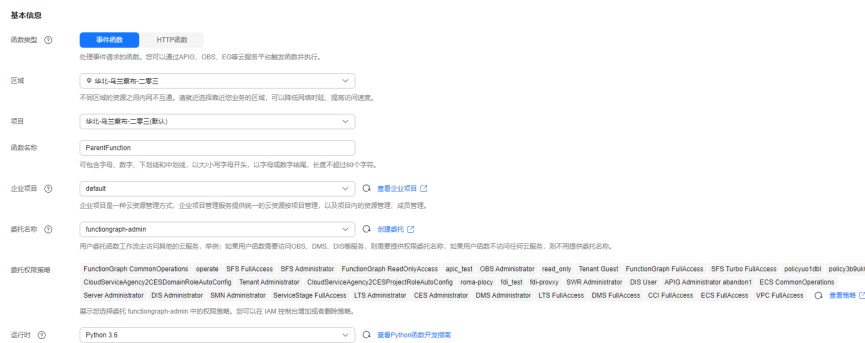 基本信息
函数类型
事件函数 HTTP函数
处理事件请求的函数。您可以通过APIG、OBS、EG等云服务平台触发函数并执行。
区域
华北-乌兰察布-二零三
不同区域的资源之间内网不互通。请就近选择靠近您业务的区域，可以降低网络时延，提高访问速度。
项目
华北-乌兰察布-二零三(默认)
函数名称
ParentFunction
可包含字母、数字、下划线和中划线，以大/小写字母开头，以字母或数字结尾，长度不超过60个字符。
企业项目
default
查看企业项目
企业项目是一种云资源管理方式，企业项目管理服务提供统一的云资源按项目管理，以及项目内的资源管理，成员管理。
委托名称
functiongraph-admin
创建委托
用户委托函数工作流去访问其他的云服务，举例：如果用户函数需要访问OBS、DMS、DIS等服务，则需要提供权限委托名称，如果用户函数不访问任何云服务，则不用提供委托名称。
委托权限策略
FunctionGraph CommonOperations operate SFS FullAccess SFS Administrator FunctionGraph ReadOnlyAccess apic_test OBS Administrator read_only Tenant Guest FunctionGraph FullAccess SFS Turbo FullAccess policyuo1dbl
CloudServiceAgency2CESDomainRoleAutoConfig Tenant Administrator CloudServiceAgency2CESProjectRoleAutoConfig roma-plocy fdi_test fdi-proxvy SWR Administrator DIS User APIG Administrator abandon1 ECS CommonOperations
Server Administrator DIS Administrator SMN Administrator ServiceStage FullAccess LTS Administrator CES Administrator DMS Administrator LTS FullAccess DMS FullAccess CCI FullAccess ECS FullAccess VPC FullAccess 查看策略
展示您选择委托 functiongraph-admin 中的权限策略。您可以在 IAM 控制台增加或者删除策略。
运行时
Python 3.6
查看Python函数开发指南